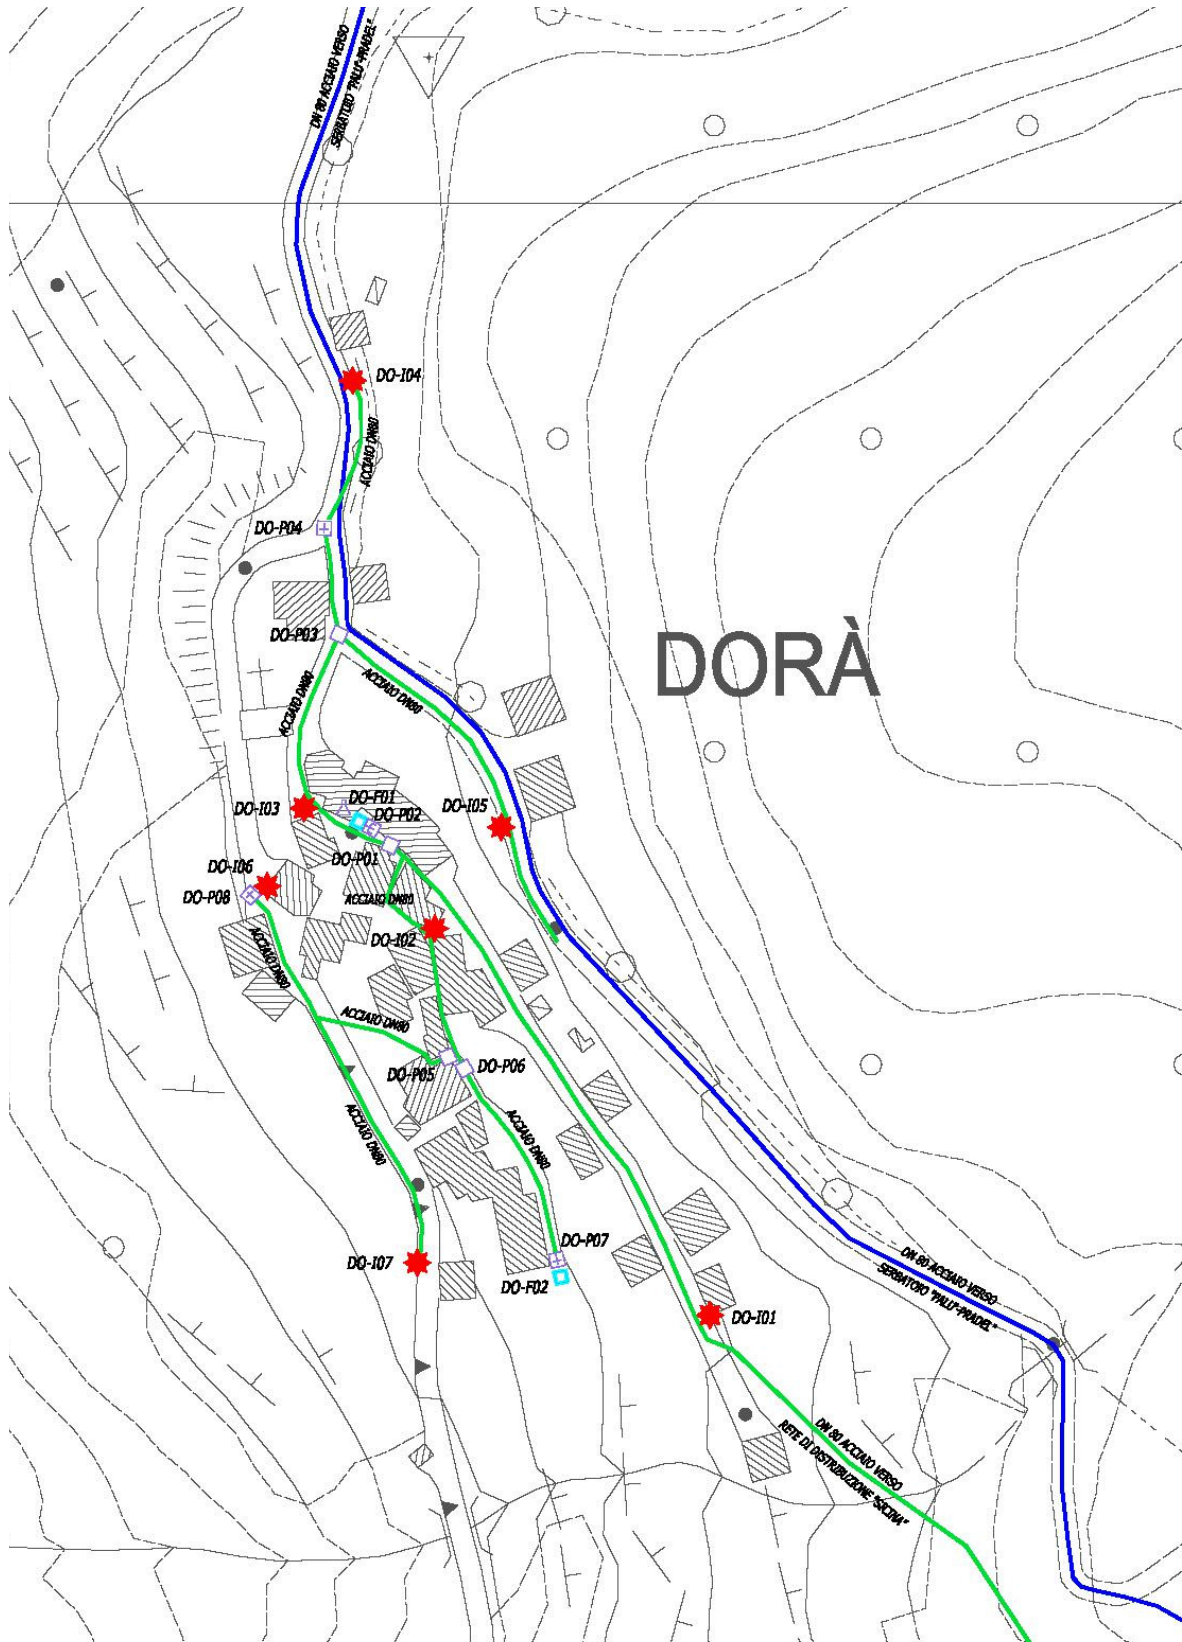 DN 80 ACCIAIO VERSO
SERBATOIO "PALU'-PRADEL"
DO-I04
ACCIAIO DN80
DO-P04
DORÀ
DO-P03
ACCIAIO DN80
ACCIAIO DN80
DO-F01
DO-I03
DO-P02
DO-I05
DO-P01
DO-I06
DO-P08
ACCIAIO DN80
DO-I02
ACCIAIO DN80
ACCIAIO DN80
DO-P05
DO-P06
ACCIAIO DN80
ACCIAIO DN80
DO-P07
DO-I07
DO-F02
DN 80 ACCIAIO VERSO
SERBATOIO "PALU'-PRADEL"
DO-I01
DN 80 ACCIAIO VERSO
RETE DI DISTRIBUZIONE "SICINA"